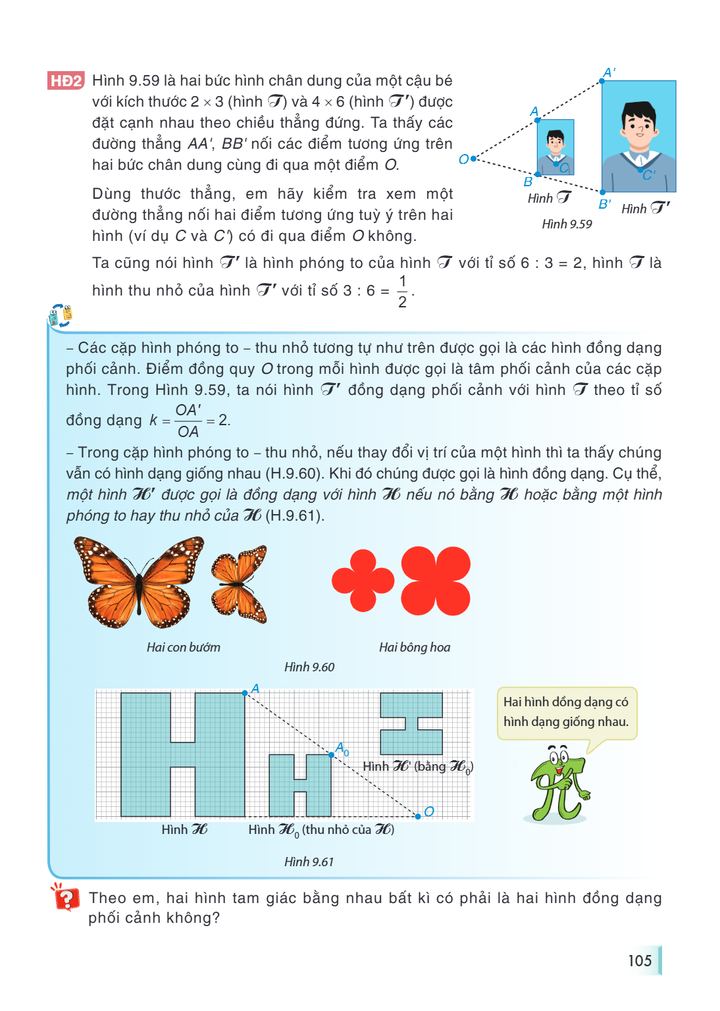 HĐ2 Hình 9.59 là hai bức hình chân dung của một cậu bé
với kích thước 2 × 3 (hình 𝒯) và 4 × 6 (hình 𝒯') được
đặt cạnh nhau theo chiều thẳng đứng. Ta thấy các
đường thẳng AA', BB' nối các điểm tương ứng trên
hai bức chân dung cùng đi qua một điểm O.
Dùng thước thẳng, em hãy kiểm tra xem một
đường thẳng nối hai điểm tương ứng tuỳ ý trên hai
hình (ví dụ C và C') có đi qua điểm O không.
A'
A
O
C
C'
B
B'
Hình 𝒯
Hình 𝒯'
Hình 9.59
Ta cũng nói hình 𝒯' là hình phóng to của hình 𝒯 với tỉ số 6 : 3 = 2, hình 𝒯 là
hình thu nhỏ của hình 𝒯' với tỉ số 3 : 6 = 1/2.
– Các cặp hình phóng to – thu nhỏ tương tự như trên được gọi là các hình đồng dạng
phối cảnh. Điểm đồng quy O trong mỗi hình được gọi là tâm phối cảnh của các cặp
hình. Trong Hình 9.59, ta nói hình 𝒯' đồng dạng phối cảnh với hình 𝒯 theo tỉ số
đồng dạng k = OA'/OA = 2.
– Trong cặp hình phóng to – thu nhỏ, nếu thay đổi vị trí của một hình thì ta thấy chúng
vẫn có hình dạng giống nhau (H.9.60). Khi đó chúng được gọi là hình đồng dạng. Cụ thể,
một hình ℋ' được gọi là đồng dạng với hình ℋ nếu nó bằng ℋ hoặc bằng một hình
phóng to hay thu nhỏ của ℋ (H.9.61).
Hai con bướm
Hai bông hoa
Hình 9.60
A
A₀
O
Hình ℋ' (bằng ℋ₀)
Hình ℋ
Hình ℋ₀ (thu nhỏ của ℋ)
Hình 9.61
Hai hình dồng dạng có
hình dạng giống nhau.
? Theo em, hai hình tam giác bằng nhau bất kì có phải là hai hình đồng dạng
phối cảnh không?
105